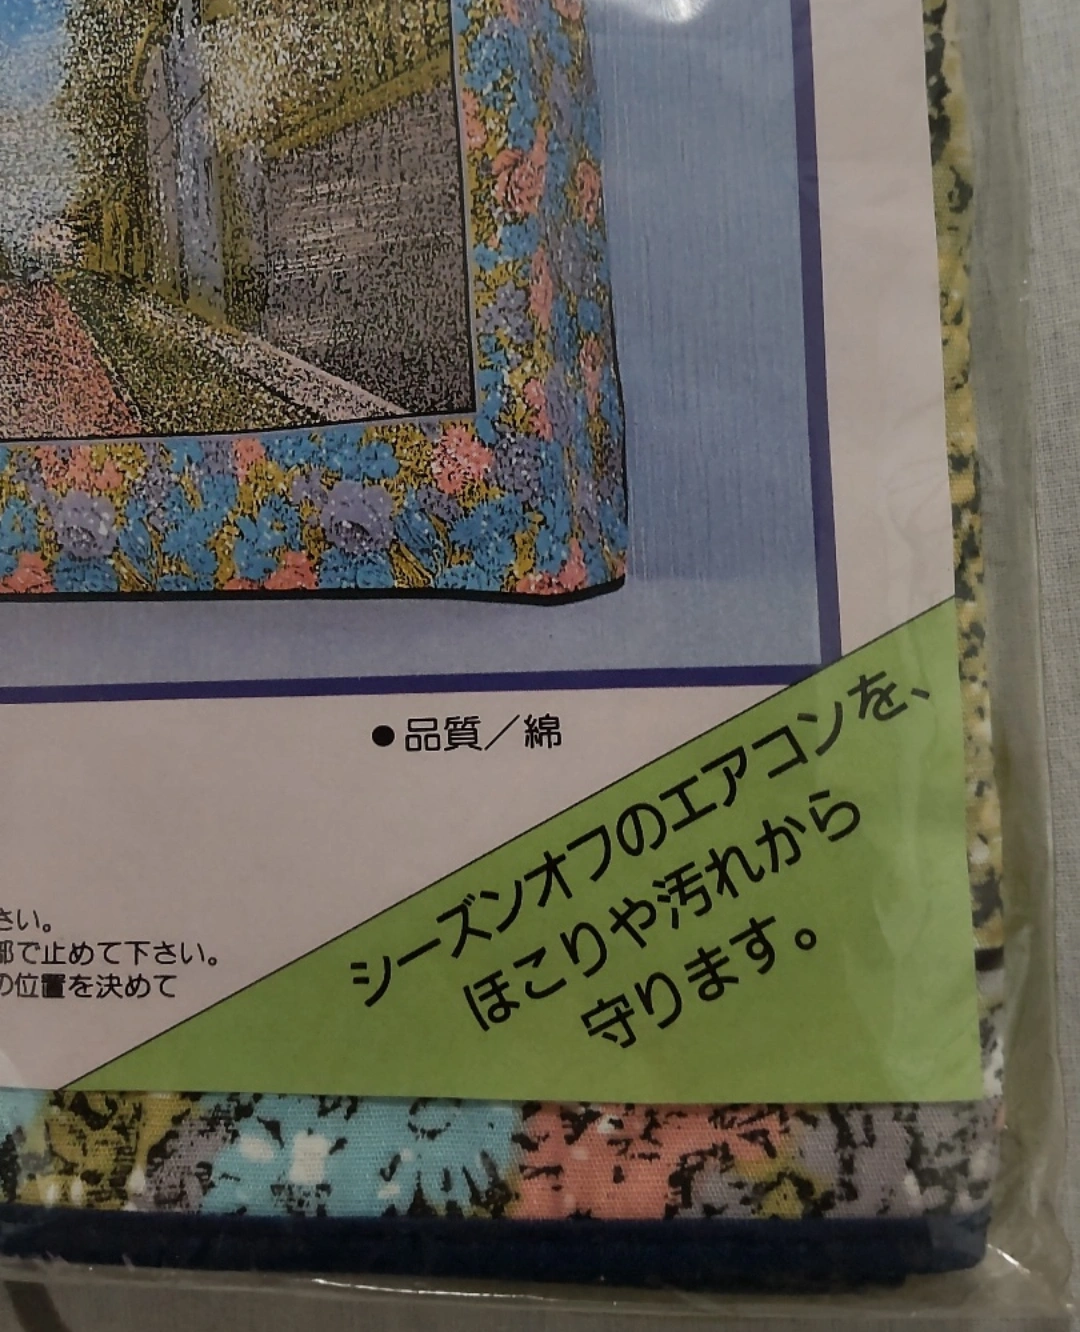 ●品質／綿
シーズンオフのエアコンを、
ほこりや汚れから
守ります。
さい。
部で止めて下さい。
の位置を決めて